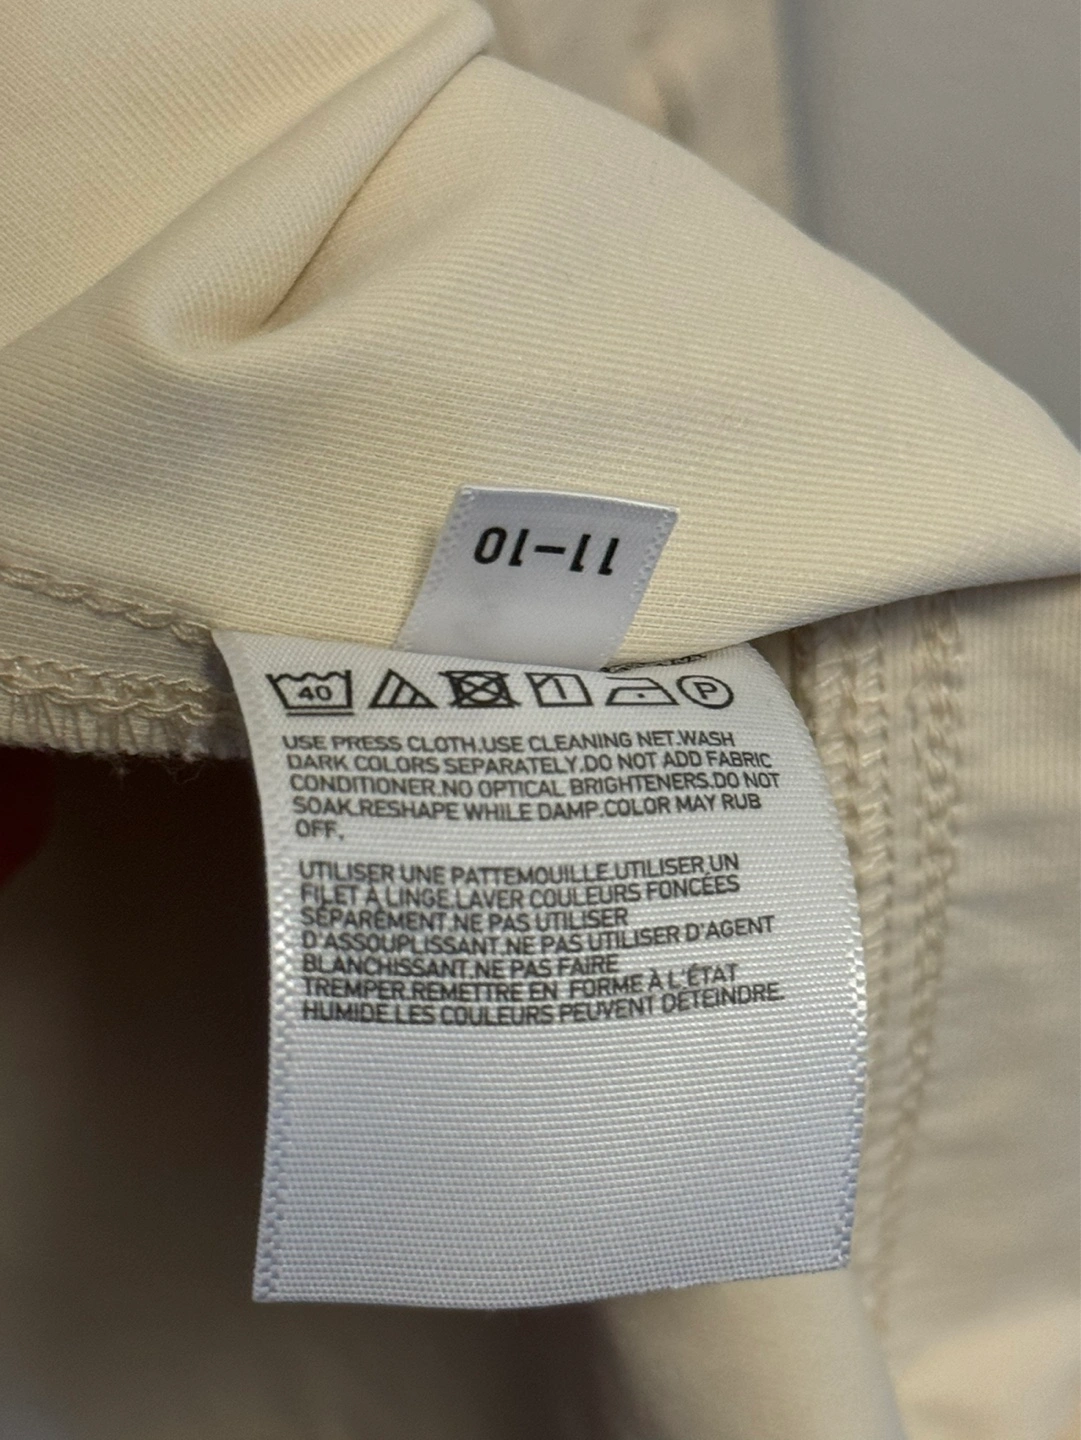 11-10
40
P
USE PRESS CLOTH.USE CLEANING NET.WASH
DARK COLORS SEPARATELY.DO NOT ADD FABRIC
CONDITIONER.NO OPTICAL BRIGHTENERS.DO NOT
SOAK.RESHAPE WHILE DAMP.COLOR MAY RUB
OFF.
UTILISER UNE PATTEMOUILLE.UTILISER UN
FILET À LINGE.LAVER COULEURS FONCÉES
SÉPARÉMENT.NE PAS UTILISER
D'ASSOUPLISSANT.NE PAS UTILISER D'AGENT
BLANCHISSANT.NE PAS FAIRE
TREMPER.REMETTRE EN FORME À L'ÉTAT
HUMIDE.LES COULEURS PEUVENT DÉTEINDRE.